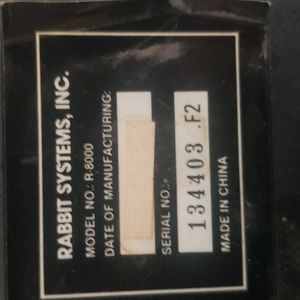 RABBIT SYSTEMS, INC.
MODEL NO.: R-8000
DATE OF MANUFACTURING:
SERIAL NO.:
134403 .F2
MADE IN CHINA